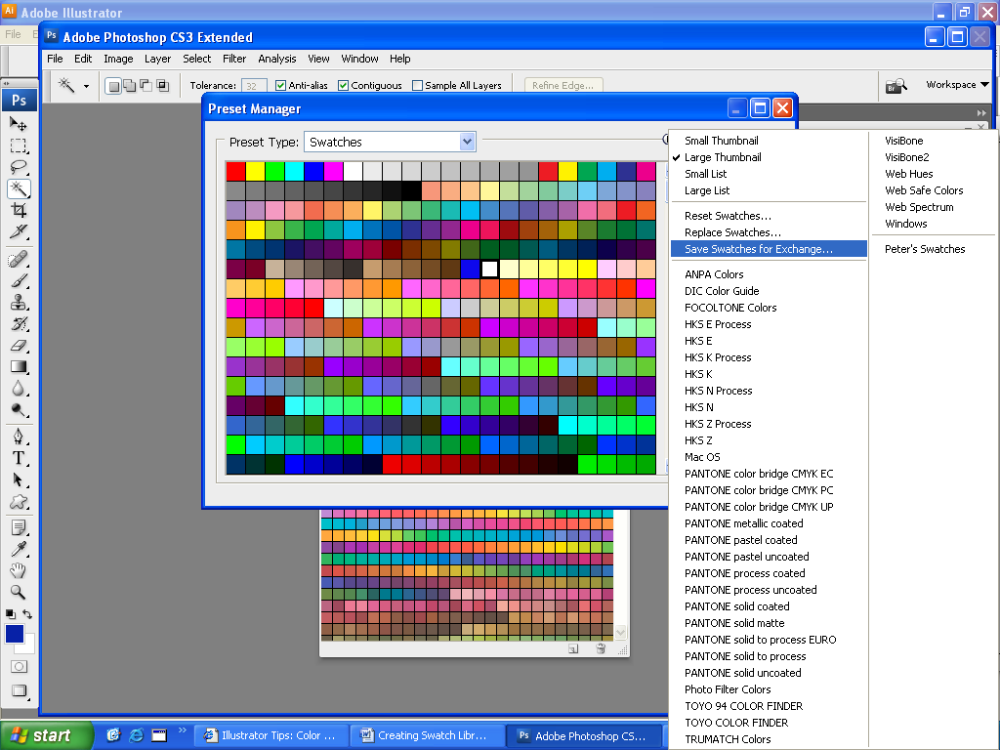 Ai Adobe Illustrator
File
Ps Adobe Photoshop CS3 Extended
File Edit Image Layer Select Filter Analysis View Window Help
Tolerance: 32 Anti-alias Contiguous Sample All Layers Refine Edge... Br Workspace
Ps
T
Preset Manager
Preset Type: Swatches
Small Thumbnail
Large Thumbnail
Small List
Large List
Reset Swatches...
Replace Swatches...
Save Swatches for Exchange...
ANPA Colors
DIC Color Guide
FOCOLTONE Colors
HKS E Process
HKS E
HKS K Process
HKS K
HKS N Process
HKS N
HKS Z Process
HKS Z
Mac OS
PANTONE color bridge CMYK EC
PANTONE color bridge CMYK PC
PANTONE color bridge CMYK UP
PANTONE metallic coated
PANTONE pastel coated
PANTONE pastel uncoated
PANTONE process coated
PANTONE process uncoated
PANTONE solid coated
PANTONE solid matte
PANTONE solid to process EURO
PANTONE solid to process
PANTONE solid uncoated
Photo Filter Colors
TOYO 94 COLOR FINDER
TOYO COLOR FINDER
TRUMATCH Colors
VisiBone
VisiBone2
Web Hues
Web Safe Colors
Web Spectrum
Windows
Peter's Swatches
start
Illustrator Tips: Color ...
Creating Swatch Libr...
Ps Adobe Photoshop CS...